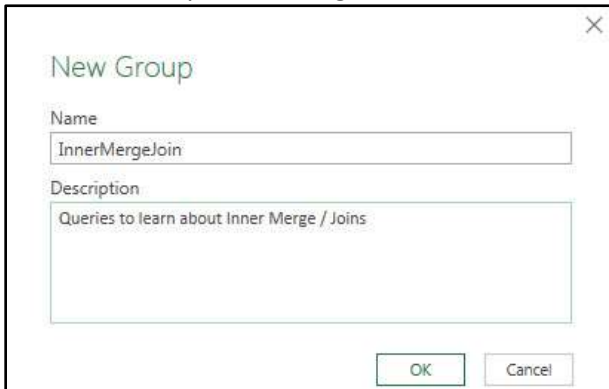 New Group
Name
InnerMergeJoin
Description
Queries to learn about Inner Merge / Joins
OK Cancel